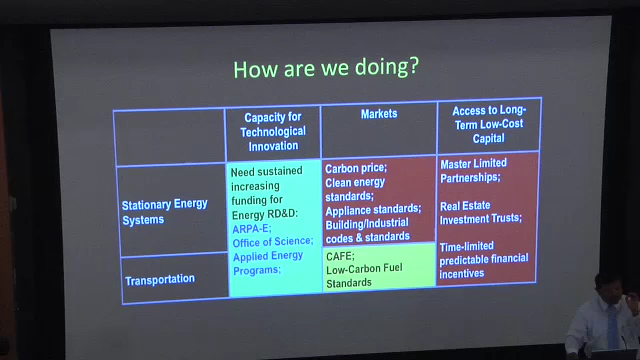 How are we doing?
Capacity for
Technological
Innovation
Markets
Access to Long-
Term Low-Cost
Capital
Stationary Energy
Systems
Need sustained
increasing
funding for
Energy RD&D:
ARPA-E;
Office of Science;
Applied Energy
Programs;
Carbon price;
Clean energy
standards;
Appliance standards;
Building/Industrial
codes & standards
Master Limited
Partnerships;
Real Estate
Investment Trusts;
Time-limited
predictable financial
incentives
Transportation
CAFE;
Low-Carbon Fuel
Standards